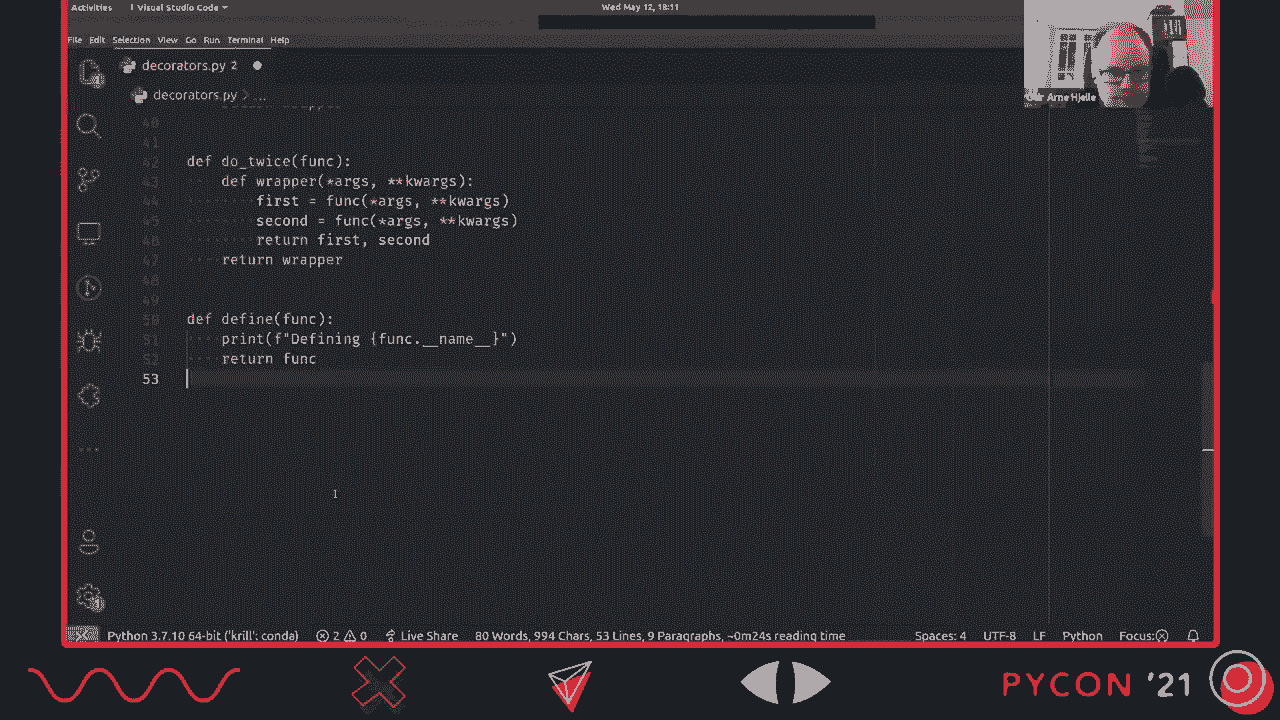 Activities Visual Studio Code Wed May 12, 18:11
File Edit Selection View Go Run Terminal Help
decorators.py 2
decorators.py > ...
Arne Hjelle
40
41
42 def do_twice(func):
43 def wrapper(*args, **kwargs):
44 first = func(*args, **kwargs)
45 second = func(*args, **kwargs)
46 return first, second
47 return wrapper
48
49
50 def define(func):
51 print(f"Defining {func.__name__}")
52 return func
53
Python 3.7.10 64-bit ('krill': conda) 2 0 Live Share 80 Words, 994 Chars, 53 Lines, 9 Paragraphs, ~0m24s reading time Spaces: 4 UTF-8 LF Python Focus:
PYCON '21